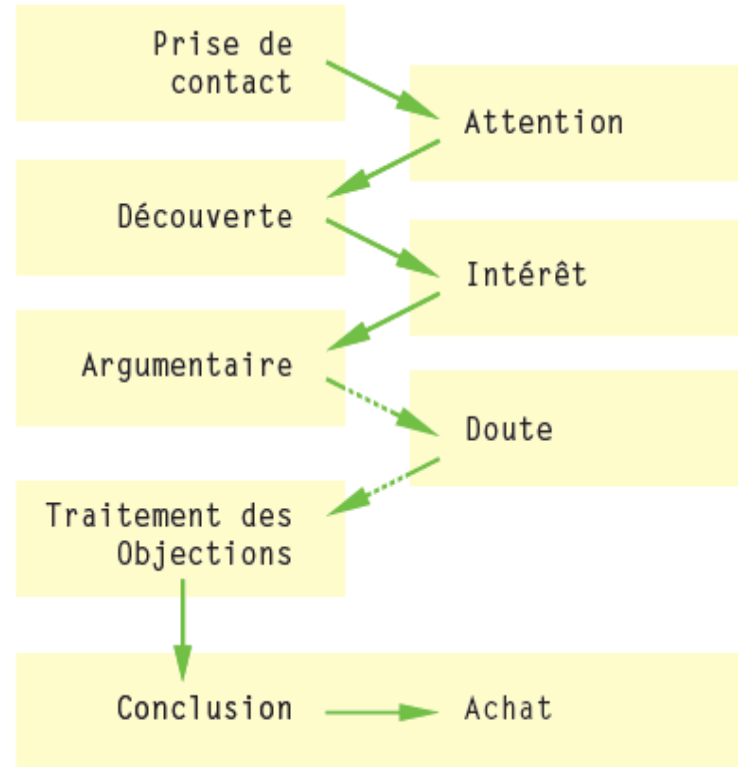 Prise de
contact
Attention
Découverte
Intérêt
Argumentaire
Doute
Traitement des
Objections
Conclusion
Achat